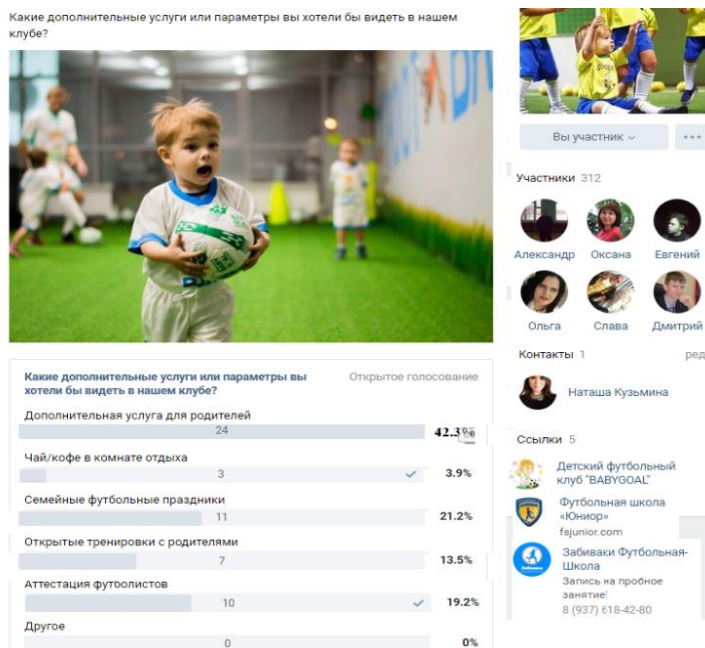 Какие дополнительные услуги или параметры вы хотели бы видеть в нашем
клубе?
Какие дополнительные услуги или параметры вы
хотели бы видеть в нашем клубе?
Открытое голосование
Дополнительная услуга для родителей
24
42.3%
Чай/кофе в комнате отдыха
3
3.9%
Семейные футбольные праздники
11
21.2%
Открытые тренировки с родителями
7
13.5%
Аттестация футболистов
10
19.2%
Другое
0
0%
Вы участник
Участники 312
Александр
Оксана
Евгений
Ольга
Слава
Дмитрий
Контакты 1
ред
Наташа Кузьмина
Ссылки 5
Детский футбольный
клуб "BABYGOAL"
Футбольная школа
«Юниор»
fsjunior.com
Забиваки Футбольная-
Школа
Запись на пробное
занятие!
8 (937) 618-42-80